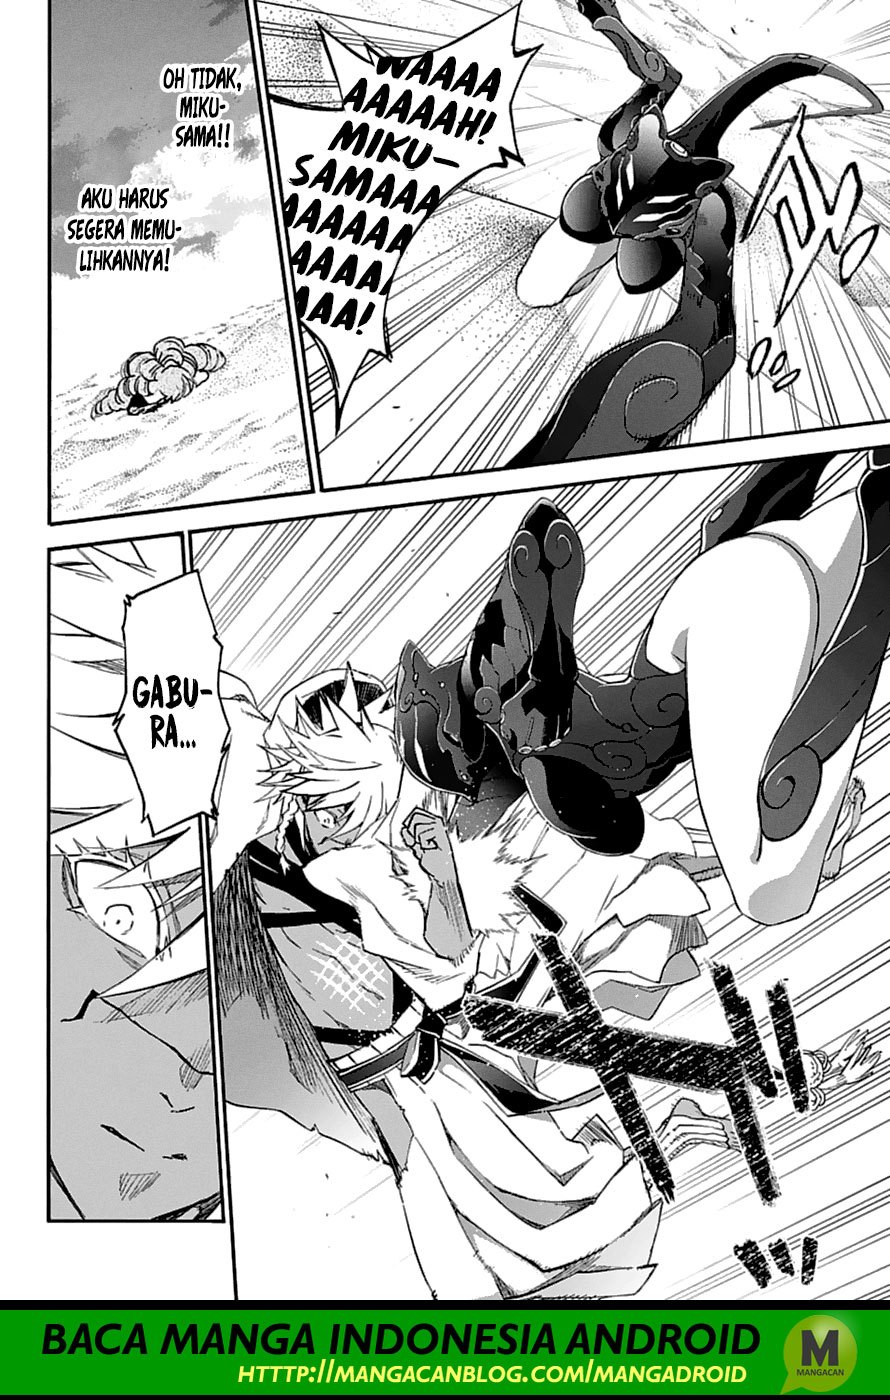 WAAAA
AAAAAH!
MIKU-
SAMAAA
AAAAAA
AAAAA
AAA!
OH TIDAK,
MIKU-
SAMA!!
AKU HARUS
SEGERA MEMU-
LIHKANNYA!
GABU-
RA...
BACA MANGA INDONESIA ANDROID
HTTTP://MANGACANBLOG.COM/MANGADROID
M
MANGACAN